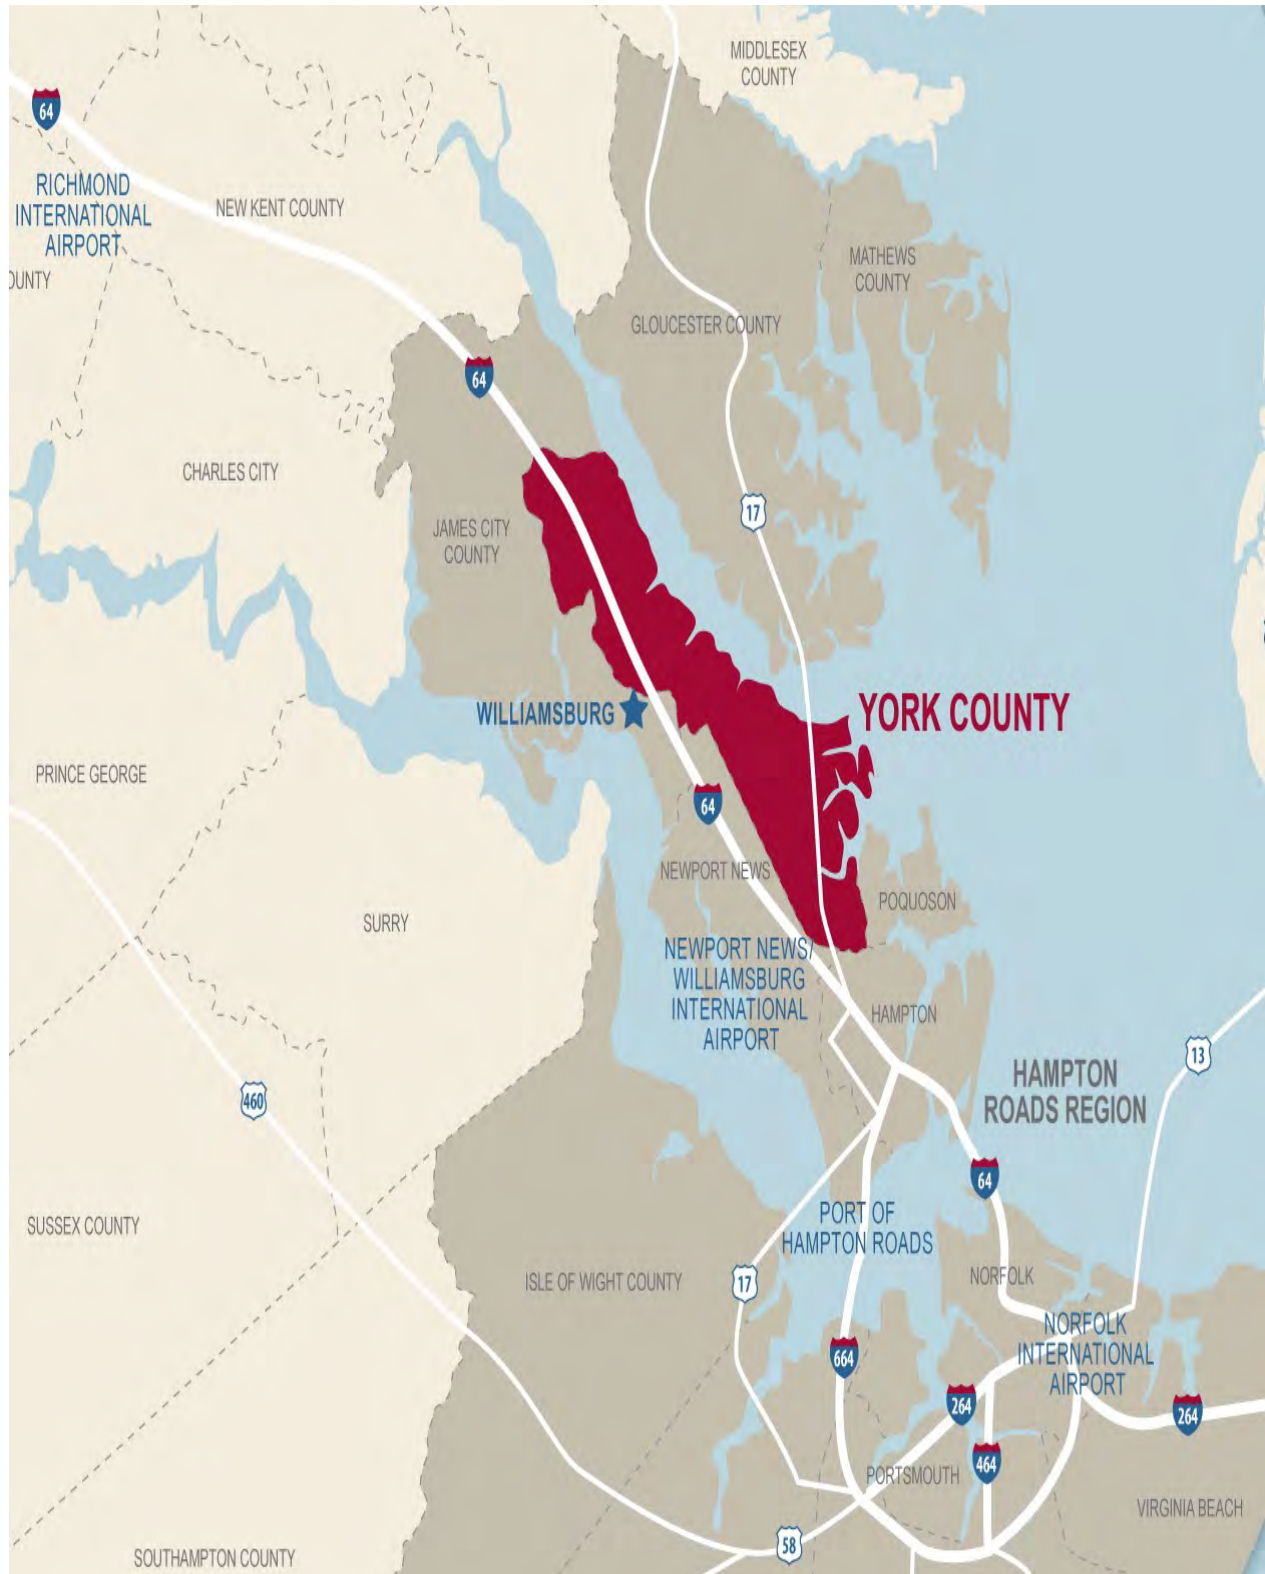 MIDDLESEX
COUNTY
64
RICHMOND
INTERNATIONAL
AIRPORT
NEW KENT COUNTY
OUNTY
MATHEWS
COUNTY
GLOUCESTER COUNTY
64
CHARLES CITY
JAMES CITY
COUNTY
17
YORK COUNTY
WILLIAMSBURG
PRINCE GEORGE
64
NEWPORT NEWS
POQUOSON
SURRY
NEWPORT NEWS/
WILLIAMSBURG
INTERNATIONAL
AIRPORT
HAMPTON
13
HAMPTON
ROADS REGION
460
64
PORT OF
HAMPTON ROADS
SUSSEX COUNTY
ISLE OF WIGHT COUNTY
17
NORFOLK
NORFOLK
INTERNATIONAL
AIRPORT
664
264
264
464
PORTSMOUTH
VIRGINIA BEACH
58
SOUTHAMPTON COUNTY